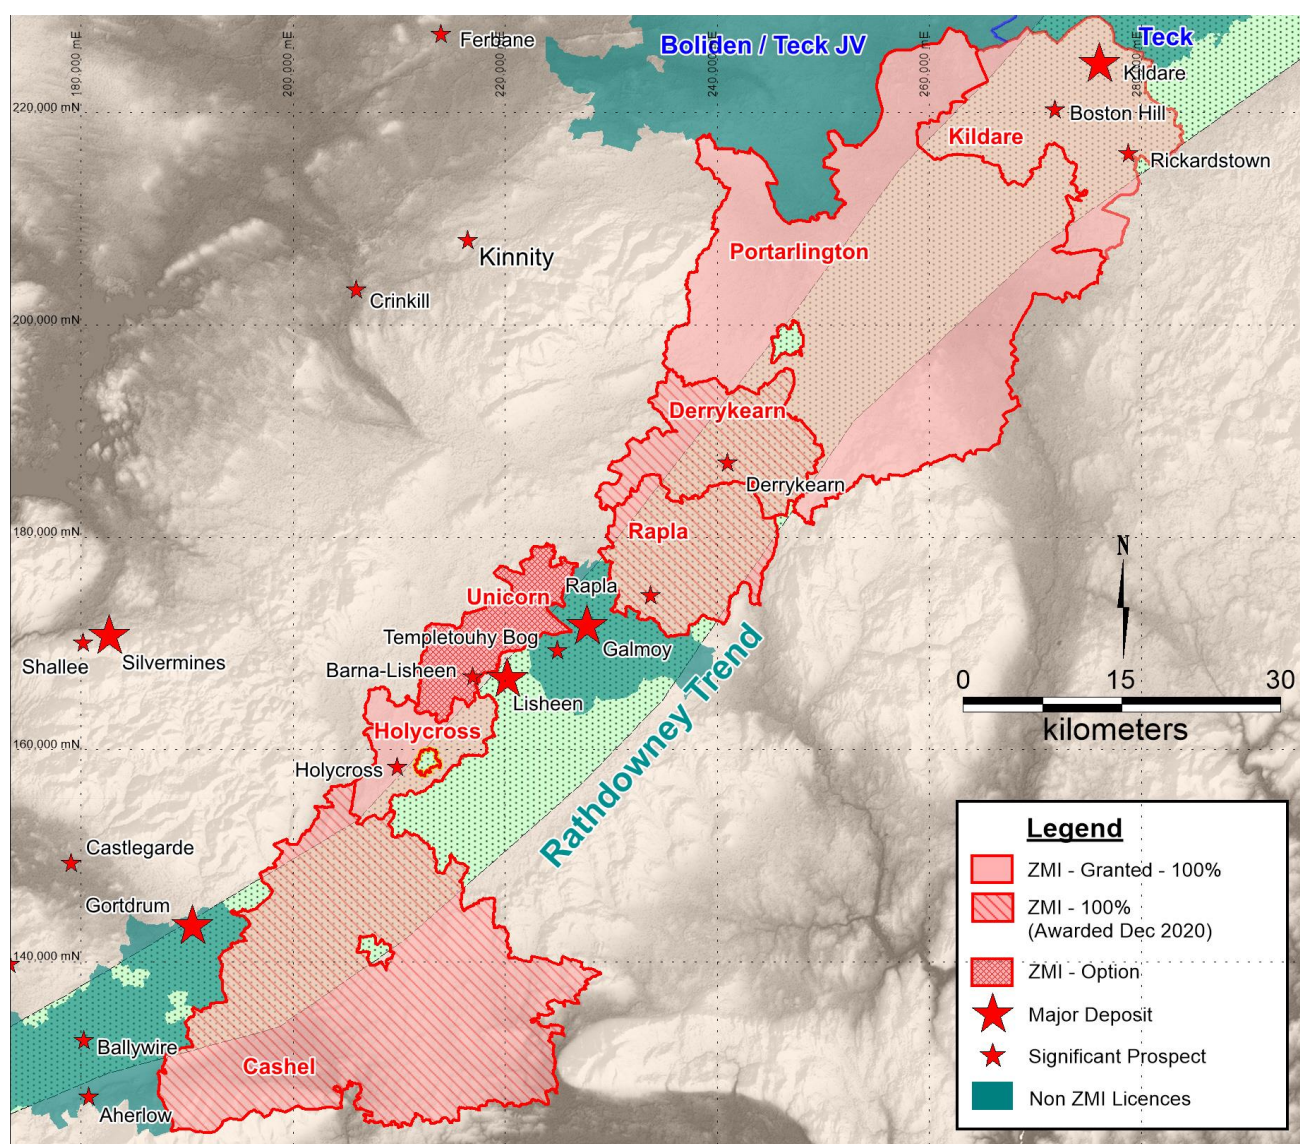 180,000 mE
200,000 mE
220,000 mE
240,000 mE
260,000 mE
280,000 mE
Ferbane
Boliden / Teck JV
Teck
Kildare
220,000 mN
Boston Hill
Kildare
Rickardstown
Kinnity
Portarlington
Crinkill
200,000 mN
Derrykearn
Derrykearn
180,000 mN
Rapla
N
Unicorn
Rapla
Templetouhy Bog
Galmoy
Shallee
Silvermines
Barna-Lisheen
Lisheen
Rathdowney Trend
0 15 30
kilometers
Holycross
160,000 mN
Holycross
Castlegarde
Gortdrum
140,000 mN
Ballywire
Cashel
Aherlow
Legend
ZMI - Granted - 100%
ZMI - 100%
(Awarded Dec 2020)
ZMI - Option
Major Deposit
Significant Prospect
Non ZMI Licences